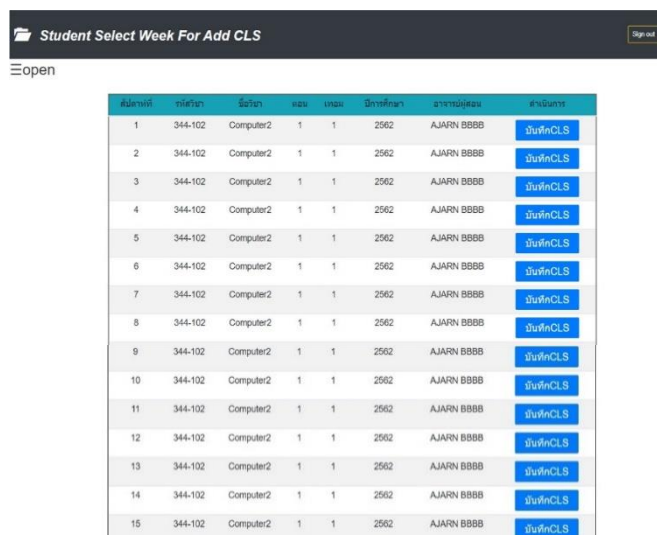 Student Select Week For Add CLS
Sign out
☰open
สัปดาห์ที่ รหัสวิชา ชื่อวิชา ตอน เทอม ปีการศึกษา อาจารย์ผู้สอน ดำเนินการ
1 344-102 Computer2 1 1 2562 AJARN BBBB บันทึกCLS
2 344-102 Computer2 1 1 2562 AJARN BBBB บันทึกCLS
3 344-102 Computer2 1 1 2562 AJARN BBBB บันทึกCLS
4 344-102 Computer2 1 1 2562 AJARN BBBB บันทึกCLS
5 344-102 Computer2 1 1 2562 AJARN BBBB บันทึกCLS
6 344-102 Computer2 1 1 2562 AJARN BBBB บันทึกCLS
7 344-102 Computer2 1 1 2562 AJARN BBBB บันทึกCLS
8 344-102 Computer2 1 1 2562 AJARN BBBB บันทึกCLS
9 344-102 Computer2 1 1 2562 AJARN BBBB บันทึกCLS
10 344-102 Computer2 1 1 2562 AJARN BBBB บันทึกCLS
11 344-102 Computer2 1 1 2562 AJARN BBBB บันทึกCLS
12 344-102 Computer2 1 1 2562 AJARN BBBB บันทึกCLS
13 344-102 Computer2 1 1 2562 AJARN BBBB บันทึกCLS
14 344-102 Computer2 1 1 2562 AJARN BBBB บันทึกCLS
15 344-102 Computer2 1 1 2562 AJARN BBBB บันทึกCLS